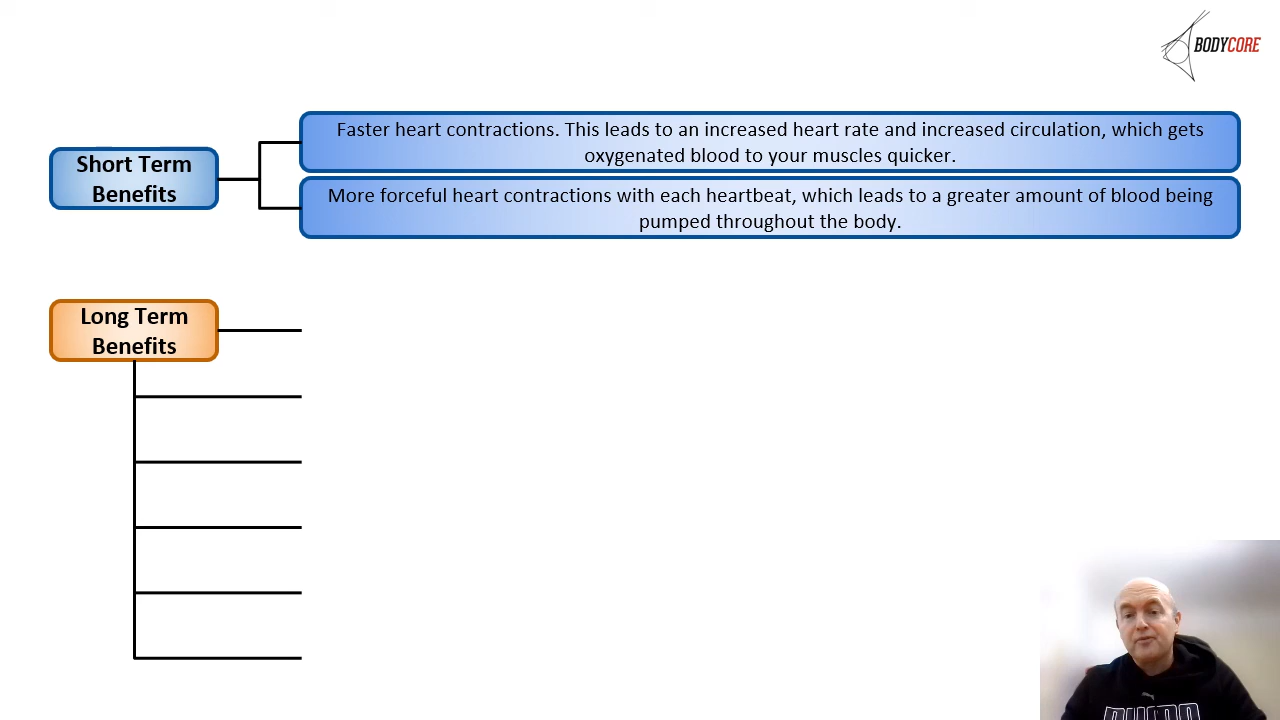 BODYCORE
Faster heart contractions. This leads to an increased heart rate and increased circulation, which gets
oxygenated blood to your muscles quicker.
Short Term
Benefits
More forceful heart contractions with each heartbeat, which leads to a greater amount of blood being
pumped throughout the body.
Long Term
Benefits
PUMA